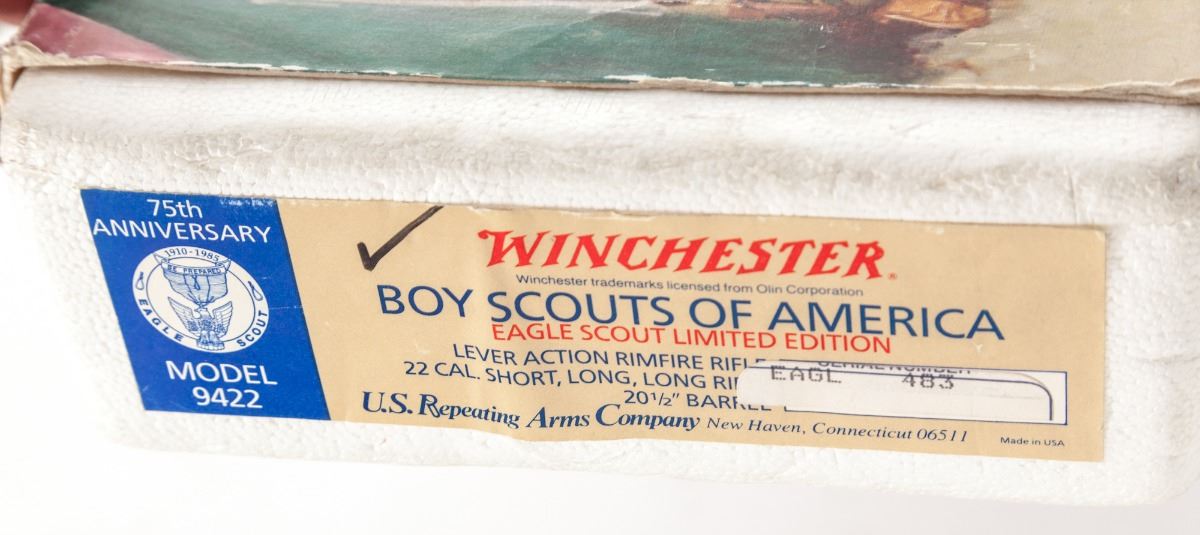 75th
ANNIVERSARY
1910-1985
BE PREPARED
EAGLE SCOUT
MODEL
9422
WINCHESTER
Winchester trademarks licensed from Olin Corporation
BOY SCOUTS OF AMERICA
EAGLE SCOUT LIMITED EDITION
LEVER ACTION RIMFIRE
22 CAL. SHORT, LONG, LONG
20½" BARREL
SERIAL NUMBER
EAGL 483
U.S. Repeating Arms Company New Haven, Connecticut 06511
Made in USA